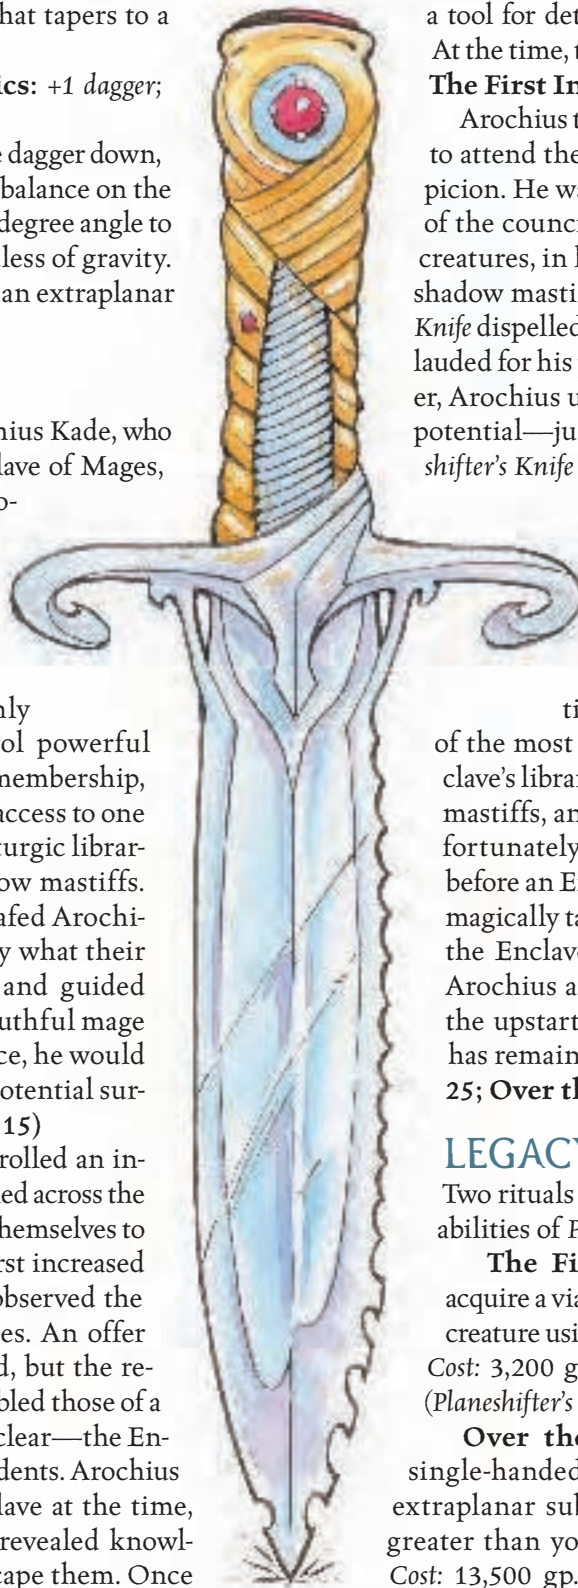 hat tapers to a
ics: +1 dagger;
e dagger down,
balance on the
degree angle to
less of gravity.
an extraplanar
nius Kade, who
lave of Mages,
o-
nly
ol powerful
membership,
access to one
turgic librar-
ow mastiffs.
afed Arochi-
y what their
and guided
uthful mage
ce, he would
otential sur-
15)
rolled an in-
ed across the
hemselves to
rst increased
observed the
es. An offer
d, but the re-
bled those of a
clear—the En-
dents. Arochius
lave at the time,
revealed knowl-
cape them. Once
a tool for det
At the time, t
The First In
Arochius t
to attend the
picion. He wa
of the counci
creatures, in l
shadow masti
Knife dispelled
lauded for his
er, Arochius u
potential—ju
shifter's Knife
ti
of the most
clave's librar
mastiffs, an
fortunately
before an E
magically ta
the Enclav
Arochius a
the upstart
has remain
25; Over th
LEGACY
Two rituals
abilities of P
The Fi
acquire a via
creature usi
Cost: 3,200 g
(Planeshifter's
Over the
single-handed
extraplanar sub
greater than yo
Cost: 13,500 gp.